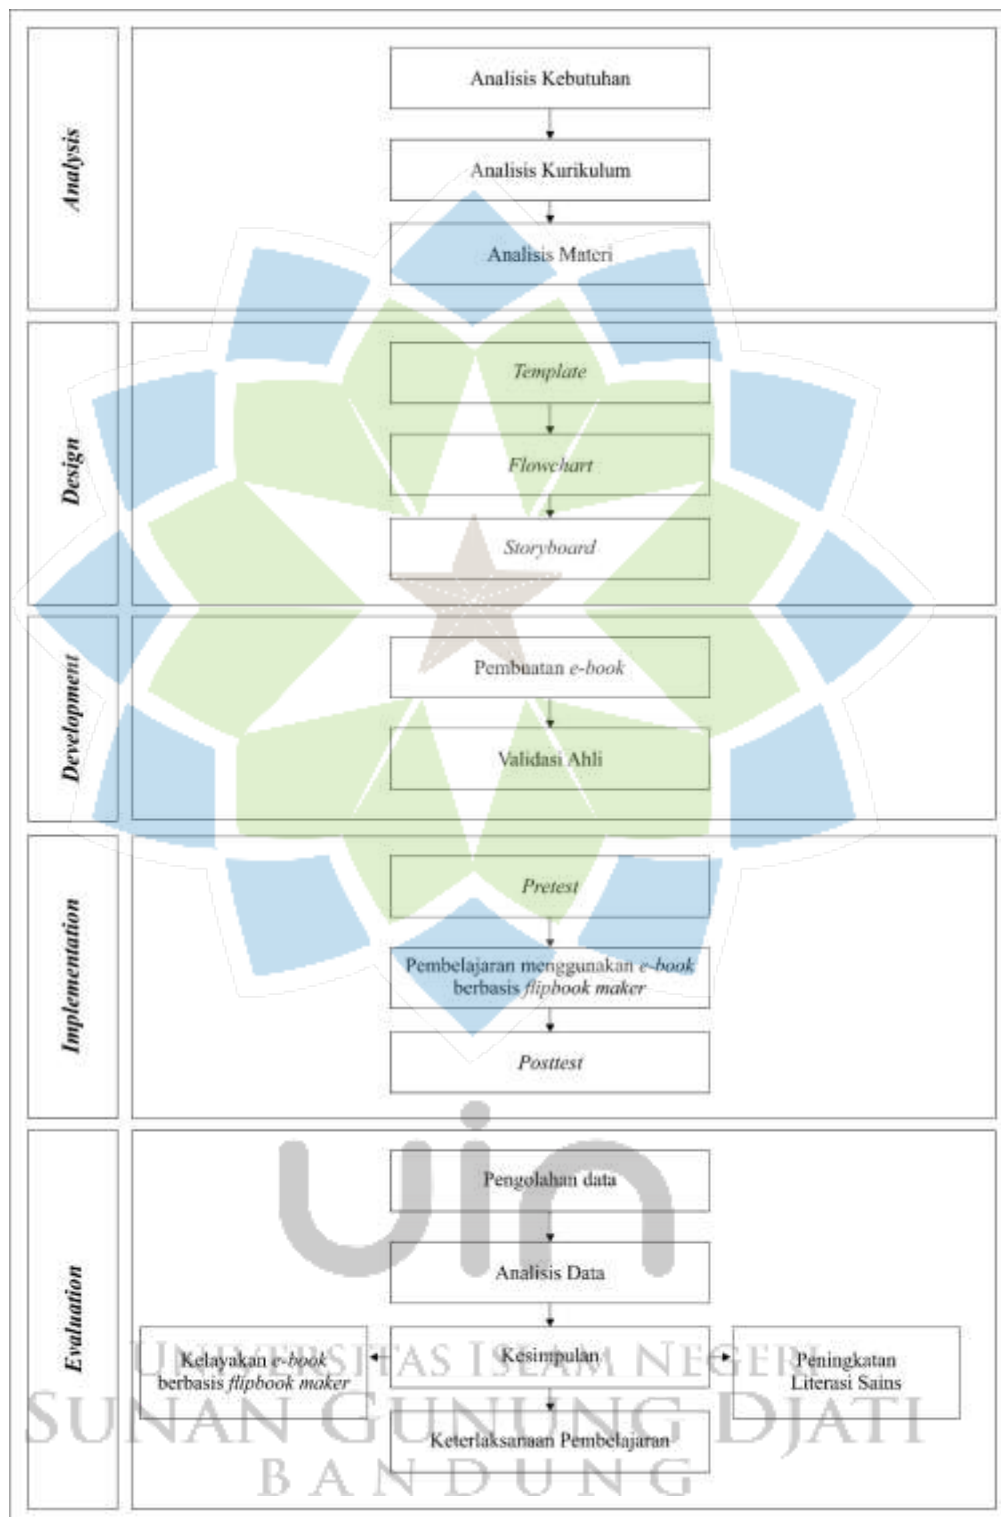 Analysis
Analisis Kebutuhan
Analisis Kurikulum
Analisis Materi
Design
Template
Flowchart
Storyboard
Development
Pembuatan e-book
Validasi Ahli
Implementation
Pretest
Pembelajaran menggunakan e-book
berbasis flipbook maker
Posttest
Evaluation
Pengolahan data
Analisis Data
Kelayakan e-book
berbasis flipbook maker
Kesimpulan
Peningkatan
Literasi Sains
Keterlaksanaan Pembelajaran
uin
UNIVERSITAS ISLAM NEGERI
SUNAN GUNUNG DJATI
BANDUNG